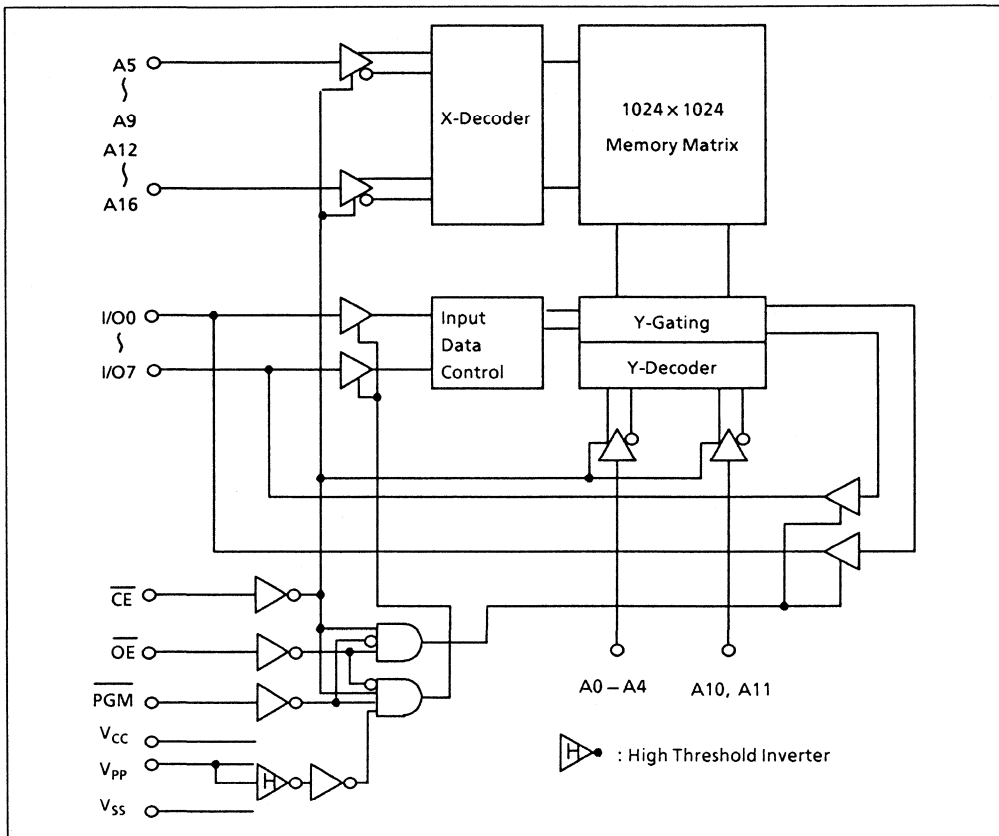 A5
A9
A12
A16
X-Decoder
1024 × 1024
Memory Matrix
I/O0
I/O7
Input
Data
Control
Y-Gating
Y-Decoder
CE
OE
PGM
VCC
VPP
VSS
H
A0 – A4
A10, A11
H : High Threshold Inverter